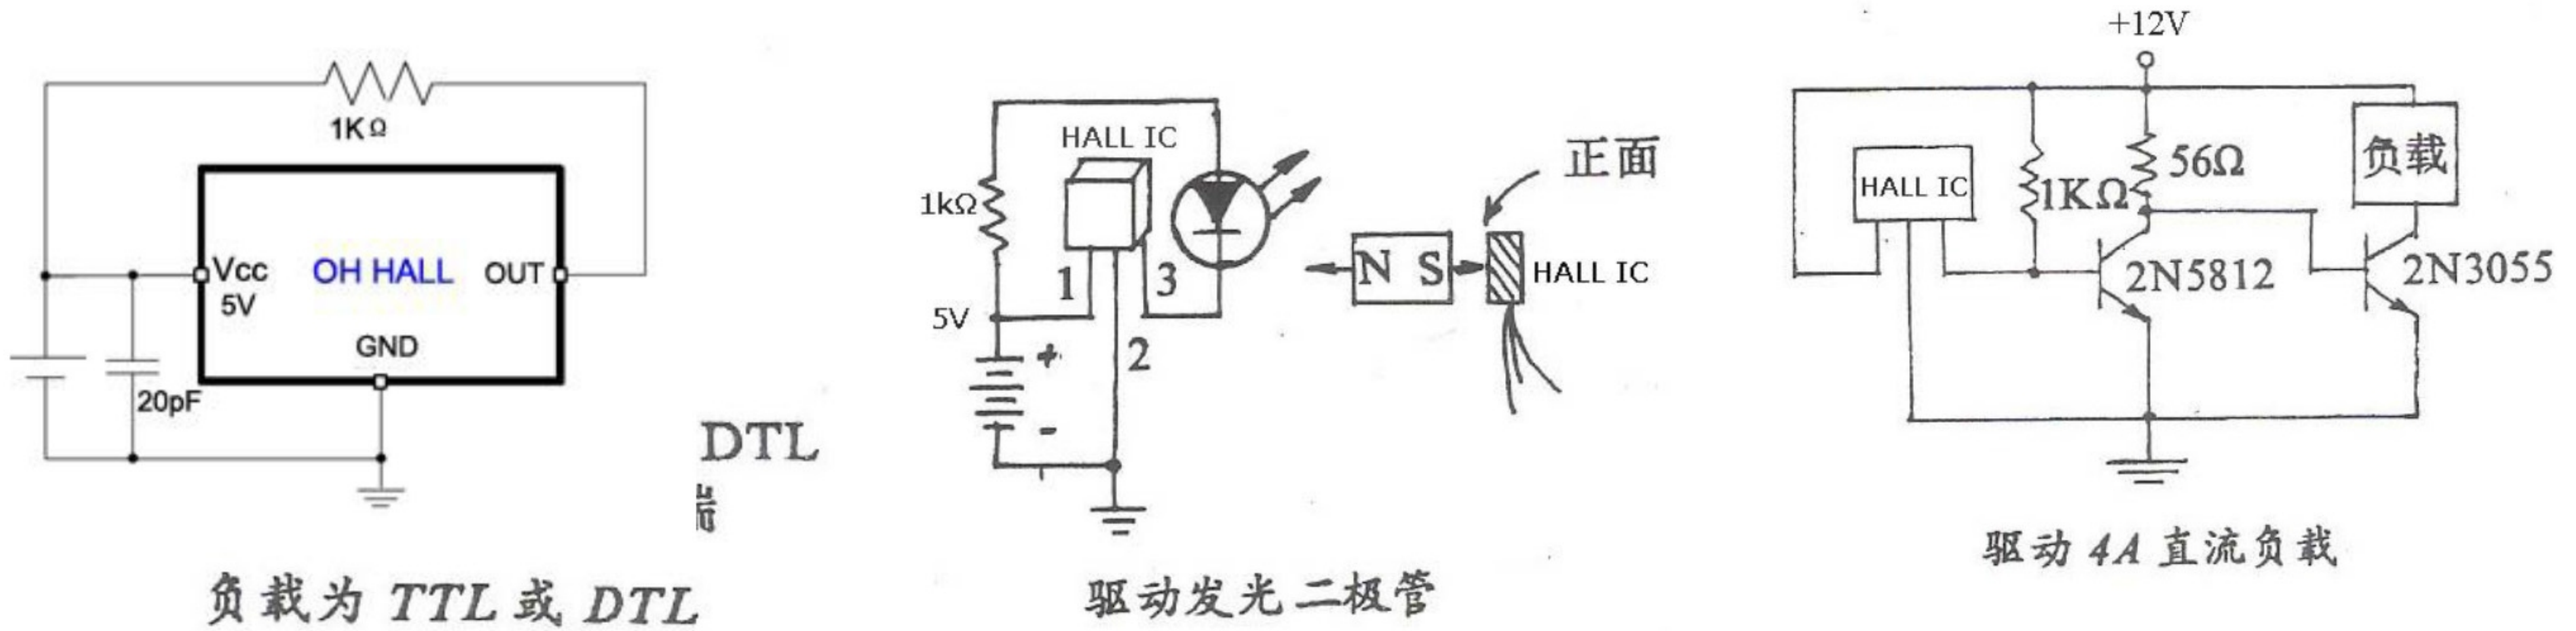 1KΩ
Vcc
5V
OH HALL
OUT
GND
20pF
DTL
负载为 TTL 或 DTL
HALL IC
1kΩ
1
3
5V
+
2
-
驱动发光二极管
正面
N S
HALL IC
+12V
HALL IC
1KΩ
56Ω
负载
2N5812
2N3055
驱动 4A 直流负载